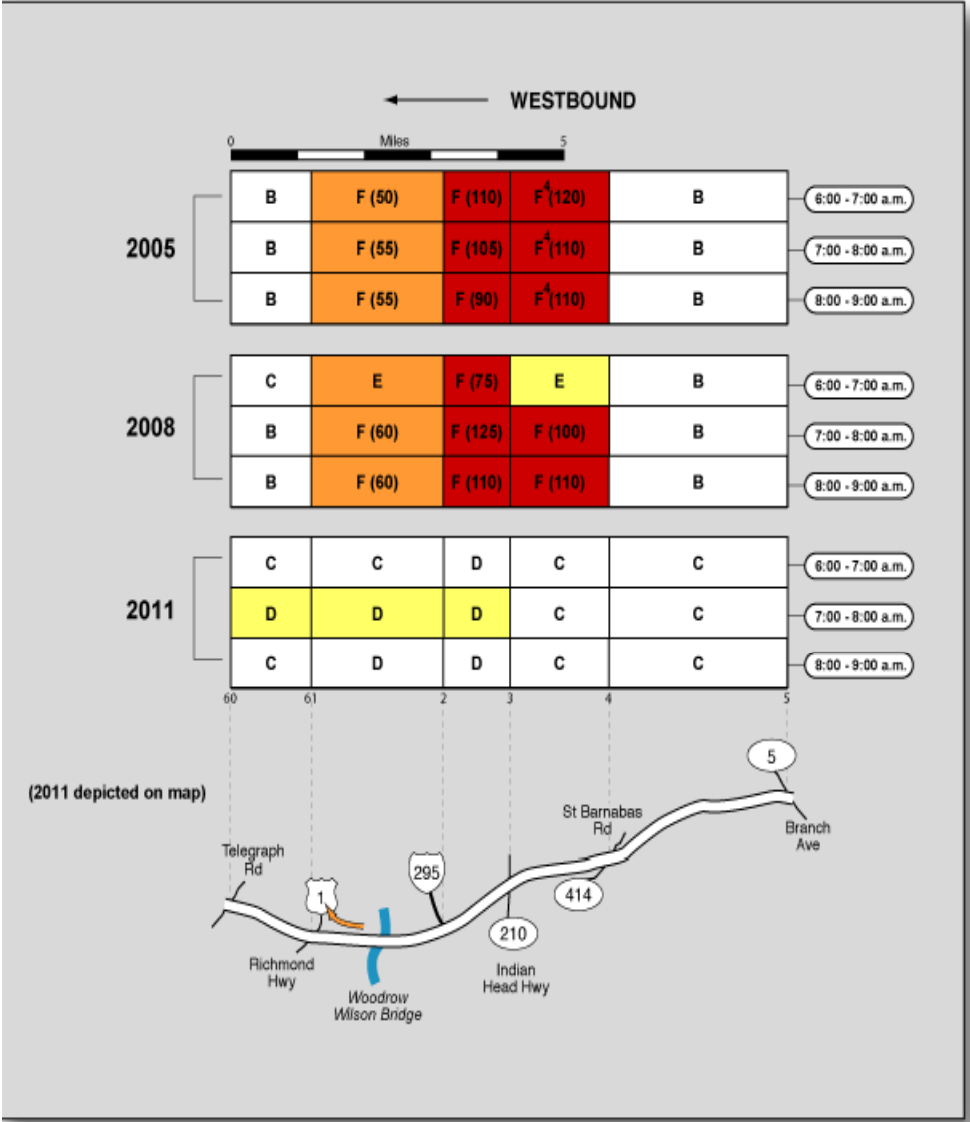 WESTBOUND
0 Miles 5
2005
B F (50) F (110) F 4 (120) B 6:00 - 7:00 a.m.
B F (55) F (105) F 4 (110) B 7:00 - 8:00 a.m.
B F (55) F (90) F 4 (110) B 8:00 - 9:00 a.m.
2008
C E F (75) E B 6:00 - 7:00 a.m.
B F (60) F (125) F (100) B 7:00 - 8:00 a.m.
B F (60) F (110) F (110) B 8:00 - 9:00 a.m.
2011
C C D C C 6:00 - 7:00 a.m.
D D D C C 7:00 - 8:00 a.m.
C D D C C 8:00 - 9:00 a.m.
60 61 2 3 4 5
(2011 depicted on map)
5
Branch
Ave
St Barnabas
Rd
414
Telegraph
Rd
295
1
210
Indian
Head Hwy
Richmond
Hwy
Woodrow
Wilson Bridge